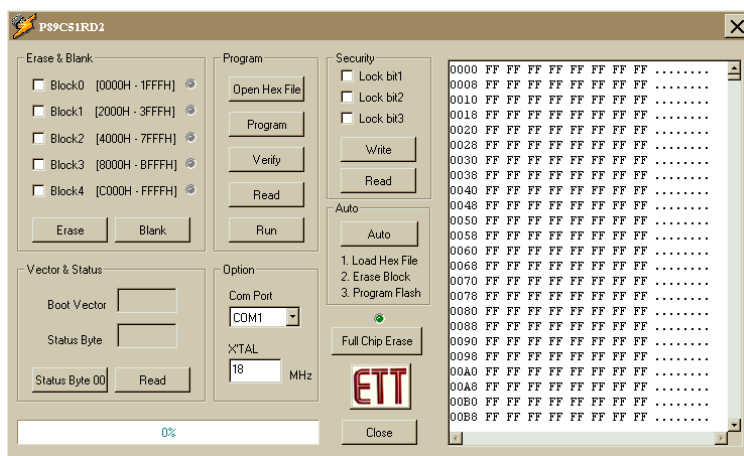 P89C51RD2
Erase & Blank
Block0 [0000H - 1FFFH]
Block1 [2000H - 3FFFH]
Block2 [4000H - 7FFFH]
Block3 [8000H - BFFFH]
Block4 [C000H - FFFFH]
Erase Blank
Program
Open Hex File
Program
Verify
Read
Run
Security
Lock bit1
Lock bit2
Lock bit3
Write
Read
Auto
Auto
1. Load Hex File
2. Erase Block
3. Program Flash
Vector & Status
Boot Vector
Status Byte
Status Byte 00 Read
Option
Com Port
COM1
X'TAL
18 MHz
Full Chip Erase
ETT
Close
0%
0000 FF FF FF FF FF FF FF FF ........
0008 FF FF FF FF FF FF FF FF ........
0010 FF FF FF FF FF FF FF FF ........
0018 FF FF FF FF FF FF FF FF ........
0020 FF FF FF FF FF FF FF FF ........
0028 FF FF FF FF FF FF FF FF ........
0030 FF FF FF FF FF FF FF FF ........
0038 FF FF FF FF FF FF FF FF ........
0040 FF FF FF FF FF FF FF FF ........
0048 FF FF FF FF FF FF FF FF ........
0050 FF FF FF FF FF FF FF FF ........
0058 FF FF FF FF FF FF FF FF ........
0060 FF FF FF FF FF FF FF FF ........
0068 FF FF FF FF FF FF FF FF ........
0070 FF FF FF FF FF FF FF FF ........
0078 FF FF FF FF FF FF FF FF ........
0080 FF FF FF FF FF FF FF FF ........
0088 FF FF FF FF FF FF FF FF ........
0090 FF FF FF FF FF FF FF FF ........
0098 FF FF FF FF FF FF FF FF ........
00A0 FF FF FF FF FF FF FF FF ........
00A8 FF FF FF FF FF FF FF FF ........
00B0 FF FF FF FF FF FF FF FF ........
00B8 FF FF FF FF FF FF FF FF ........